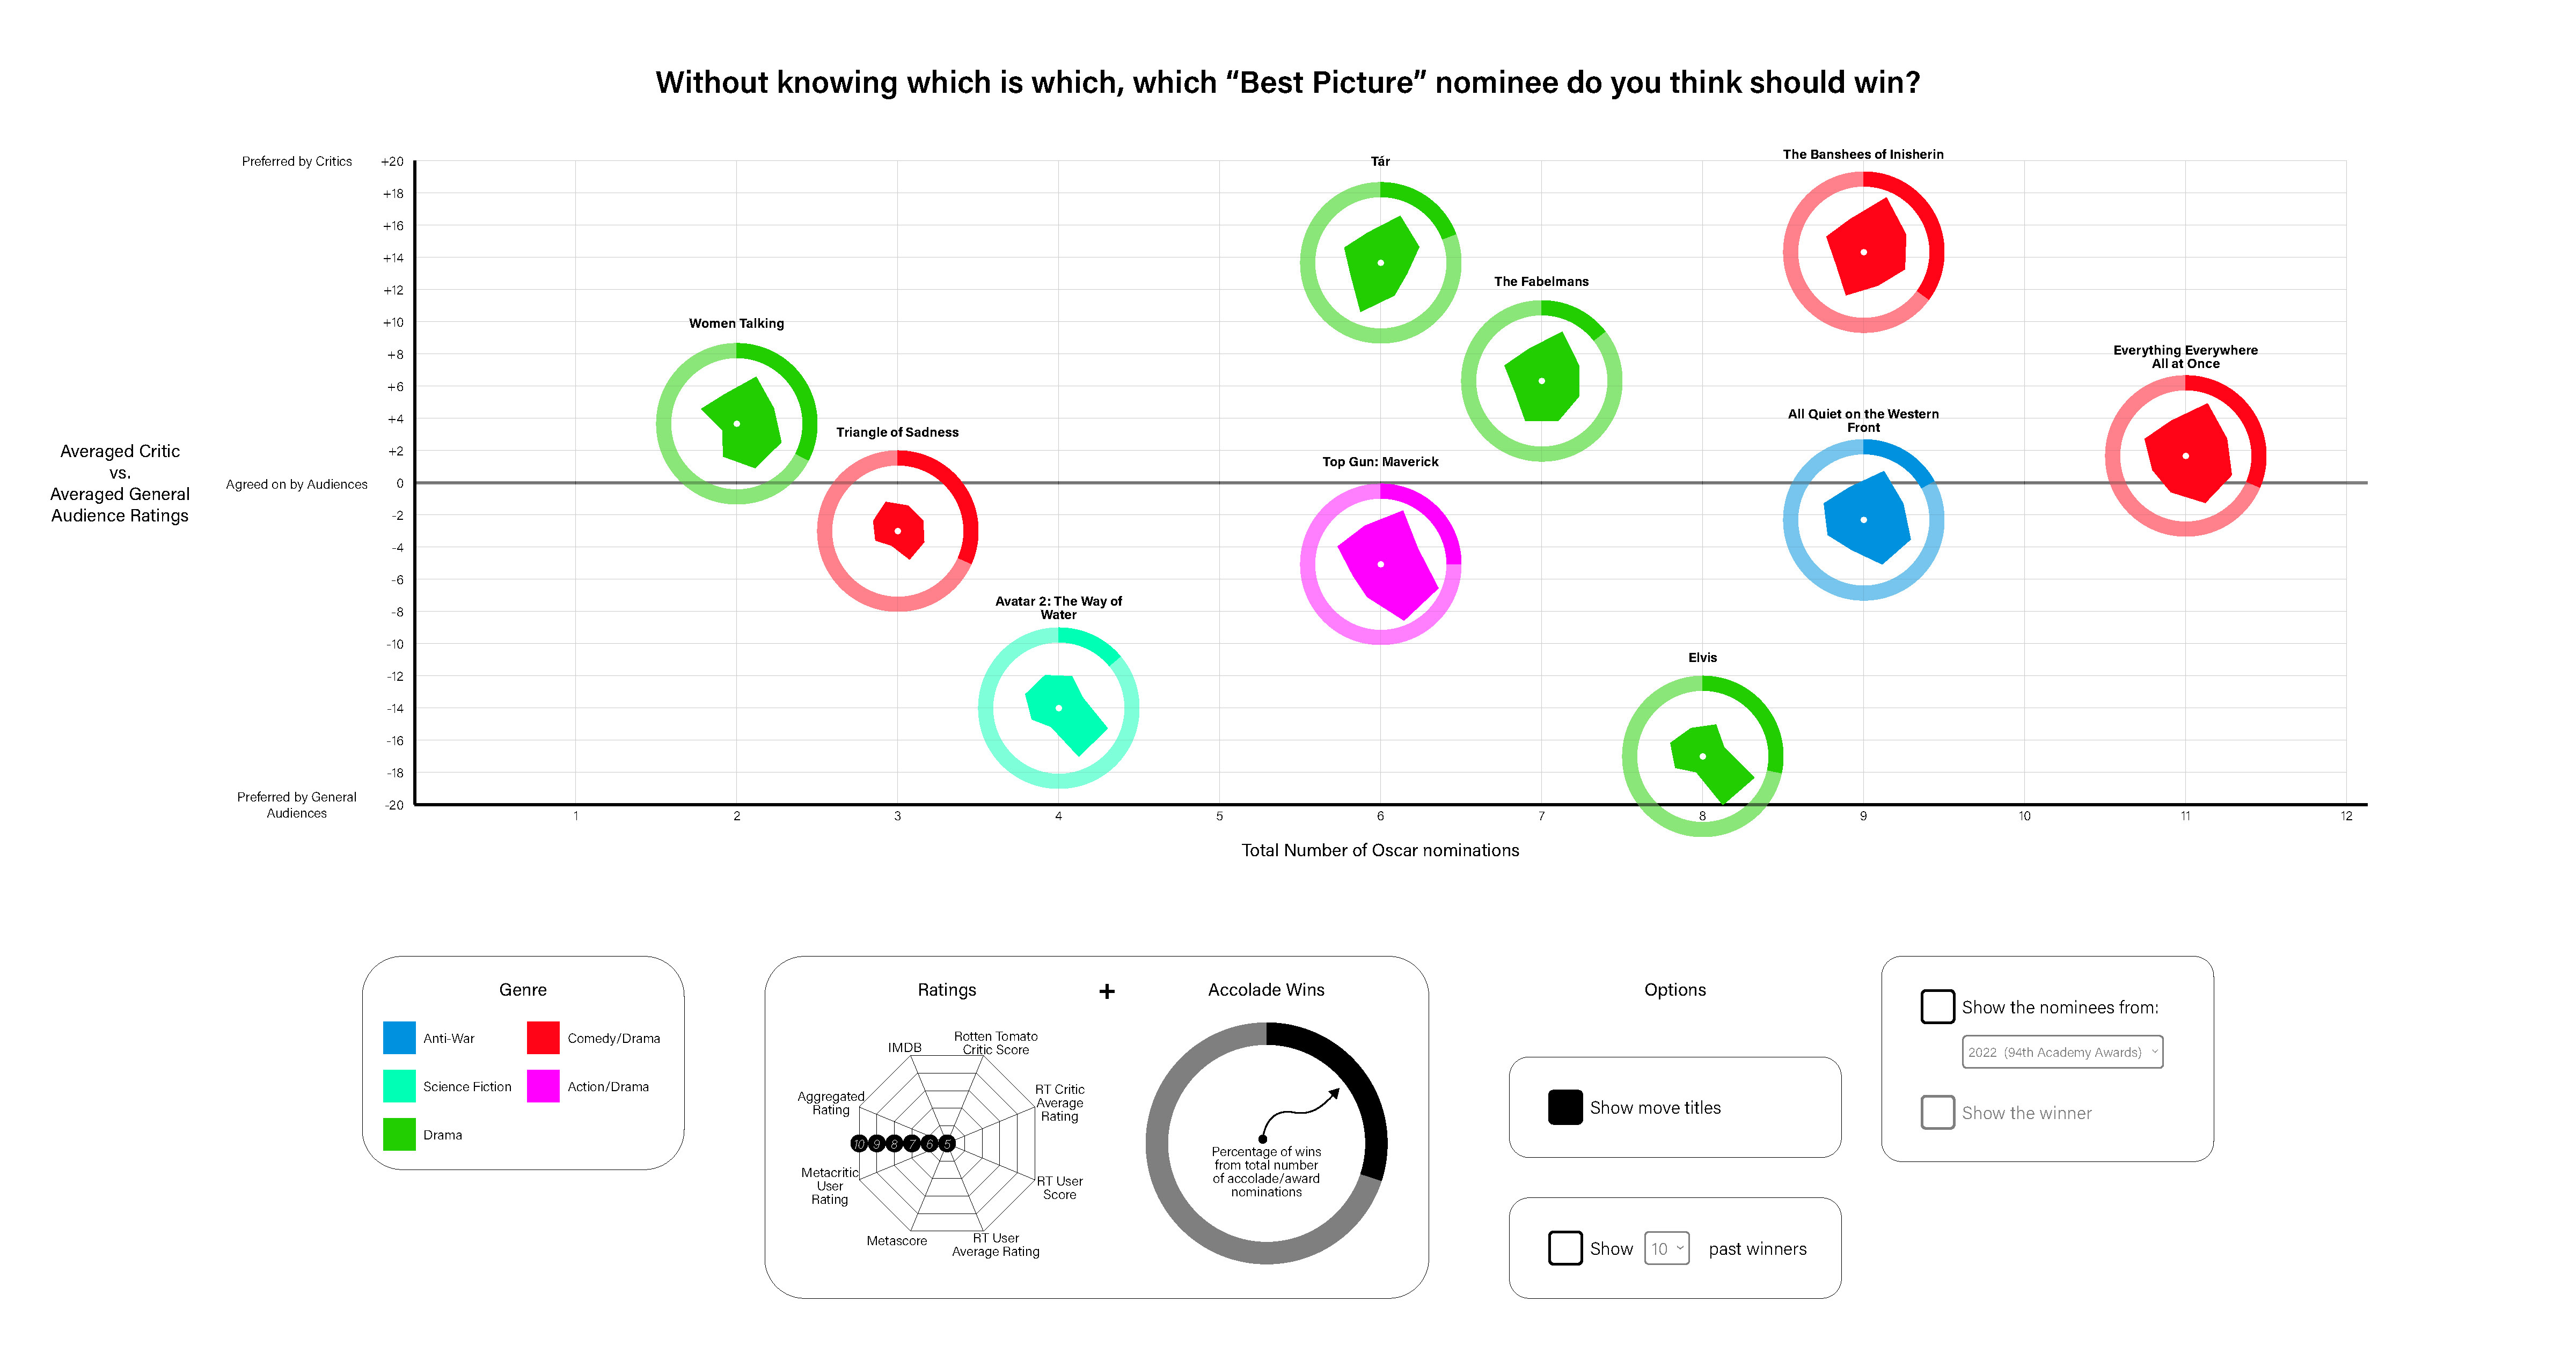 Without knowing which is which, which “Best Picture” nominee do you think should win?
Preferred by Critics
+20
+18
+16
+14
+12
+10
+8
+6
+4
+2
0
-2
-4
-6
-8
-10
-12
-14
-16
-18
-20
Averaged Critic
vs.
Averaged General
Audience Ratings
Agreed on by Audiences
Preferred by General
Audiences
Tár
The Banshees of Inisherin
The Fabelmans
Women Talking
Everything Everywhere
All at Once
All Quiet on the Western
Front
Triangle of Sadness
Top Gun: Maverick
Avatar 2: The Way of
Water
Elvis
1
2
3
4
5
6
7
8
9
10
11
12
Total Number of Oscar nominations
Genre
Anti-War
Comedy/Drama
Science Fiction
Action/Drama
Drama
Ratings
+
Accolade Wins
IMDB
Rotten Tomato
Critic Score
Aggregated
Rating
RT Critic
Average
Rating
10 9 8 7 6 5
Metacritic
User
Rating
RT User
Score
Metascore
RT User
Average Rating
Percentage of wins
from total number
of accolade/award
nominations
Options
Show move titles
Show 10 past winners
Show the nominees from:
2022 (94th Academy Awards)
Show the winner